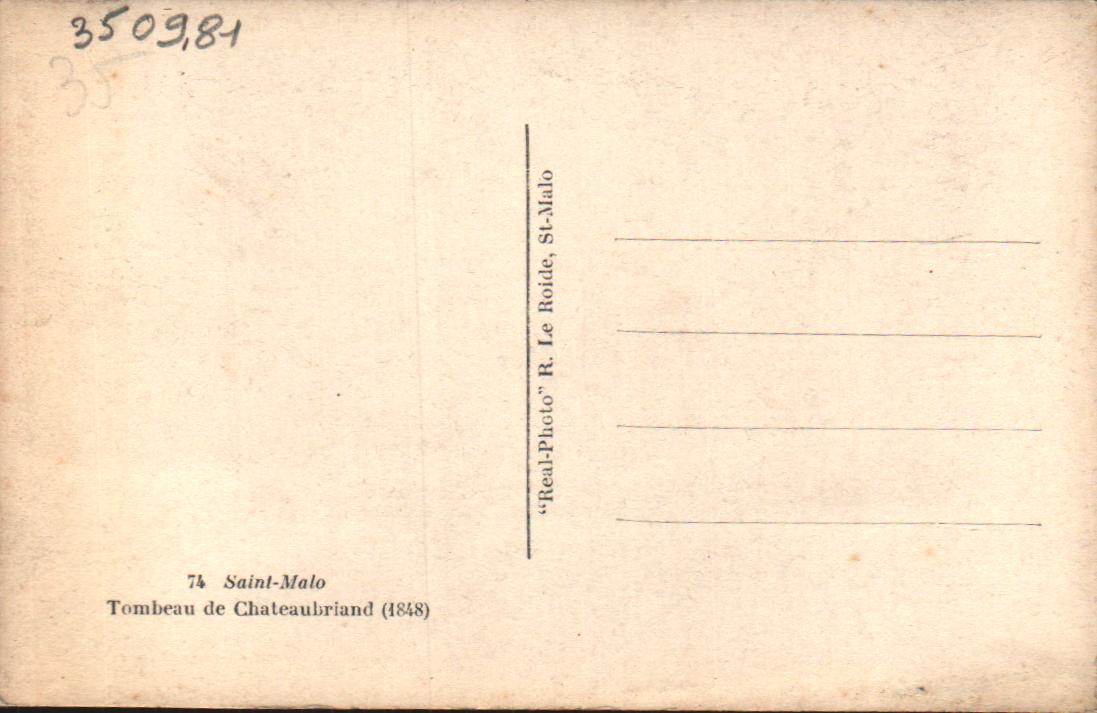 3509,81
35
"Real-Photo" R. Le Roide, St-Malo
74 Saint-Malo
Tombeau de Chateaubriand (1848)